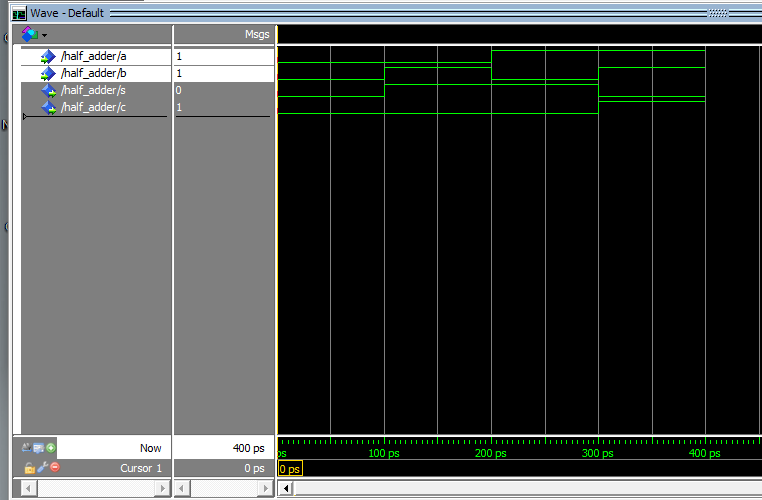 Wave - Default
Msgs
/half_adder/a 1
/half_adder/b 1
/half_adder/s 0
/half_adder/c 1
Now 400 ps ps 100 ps 200 ps 300 ps 400 ps
Cursor 1 0 ps 0 ps